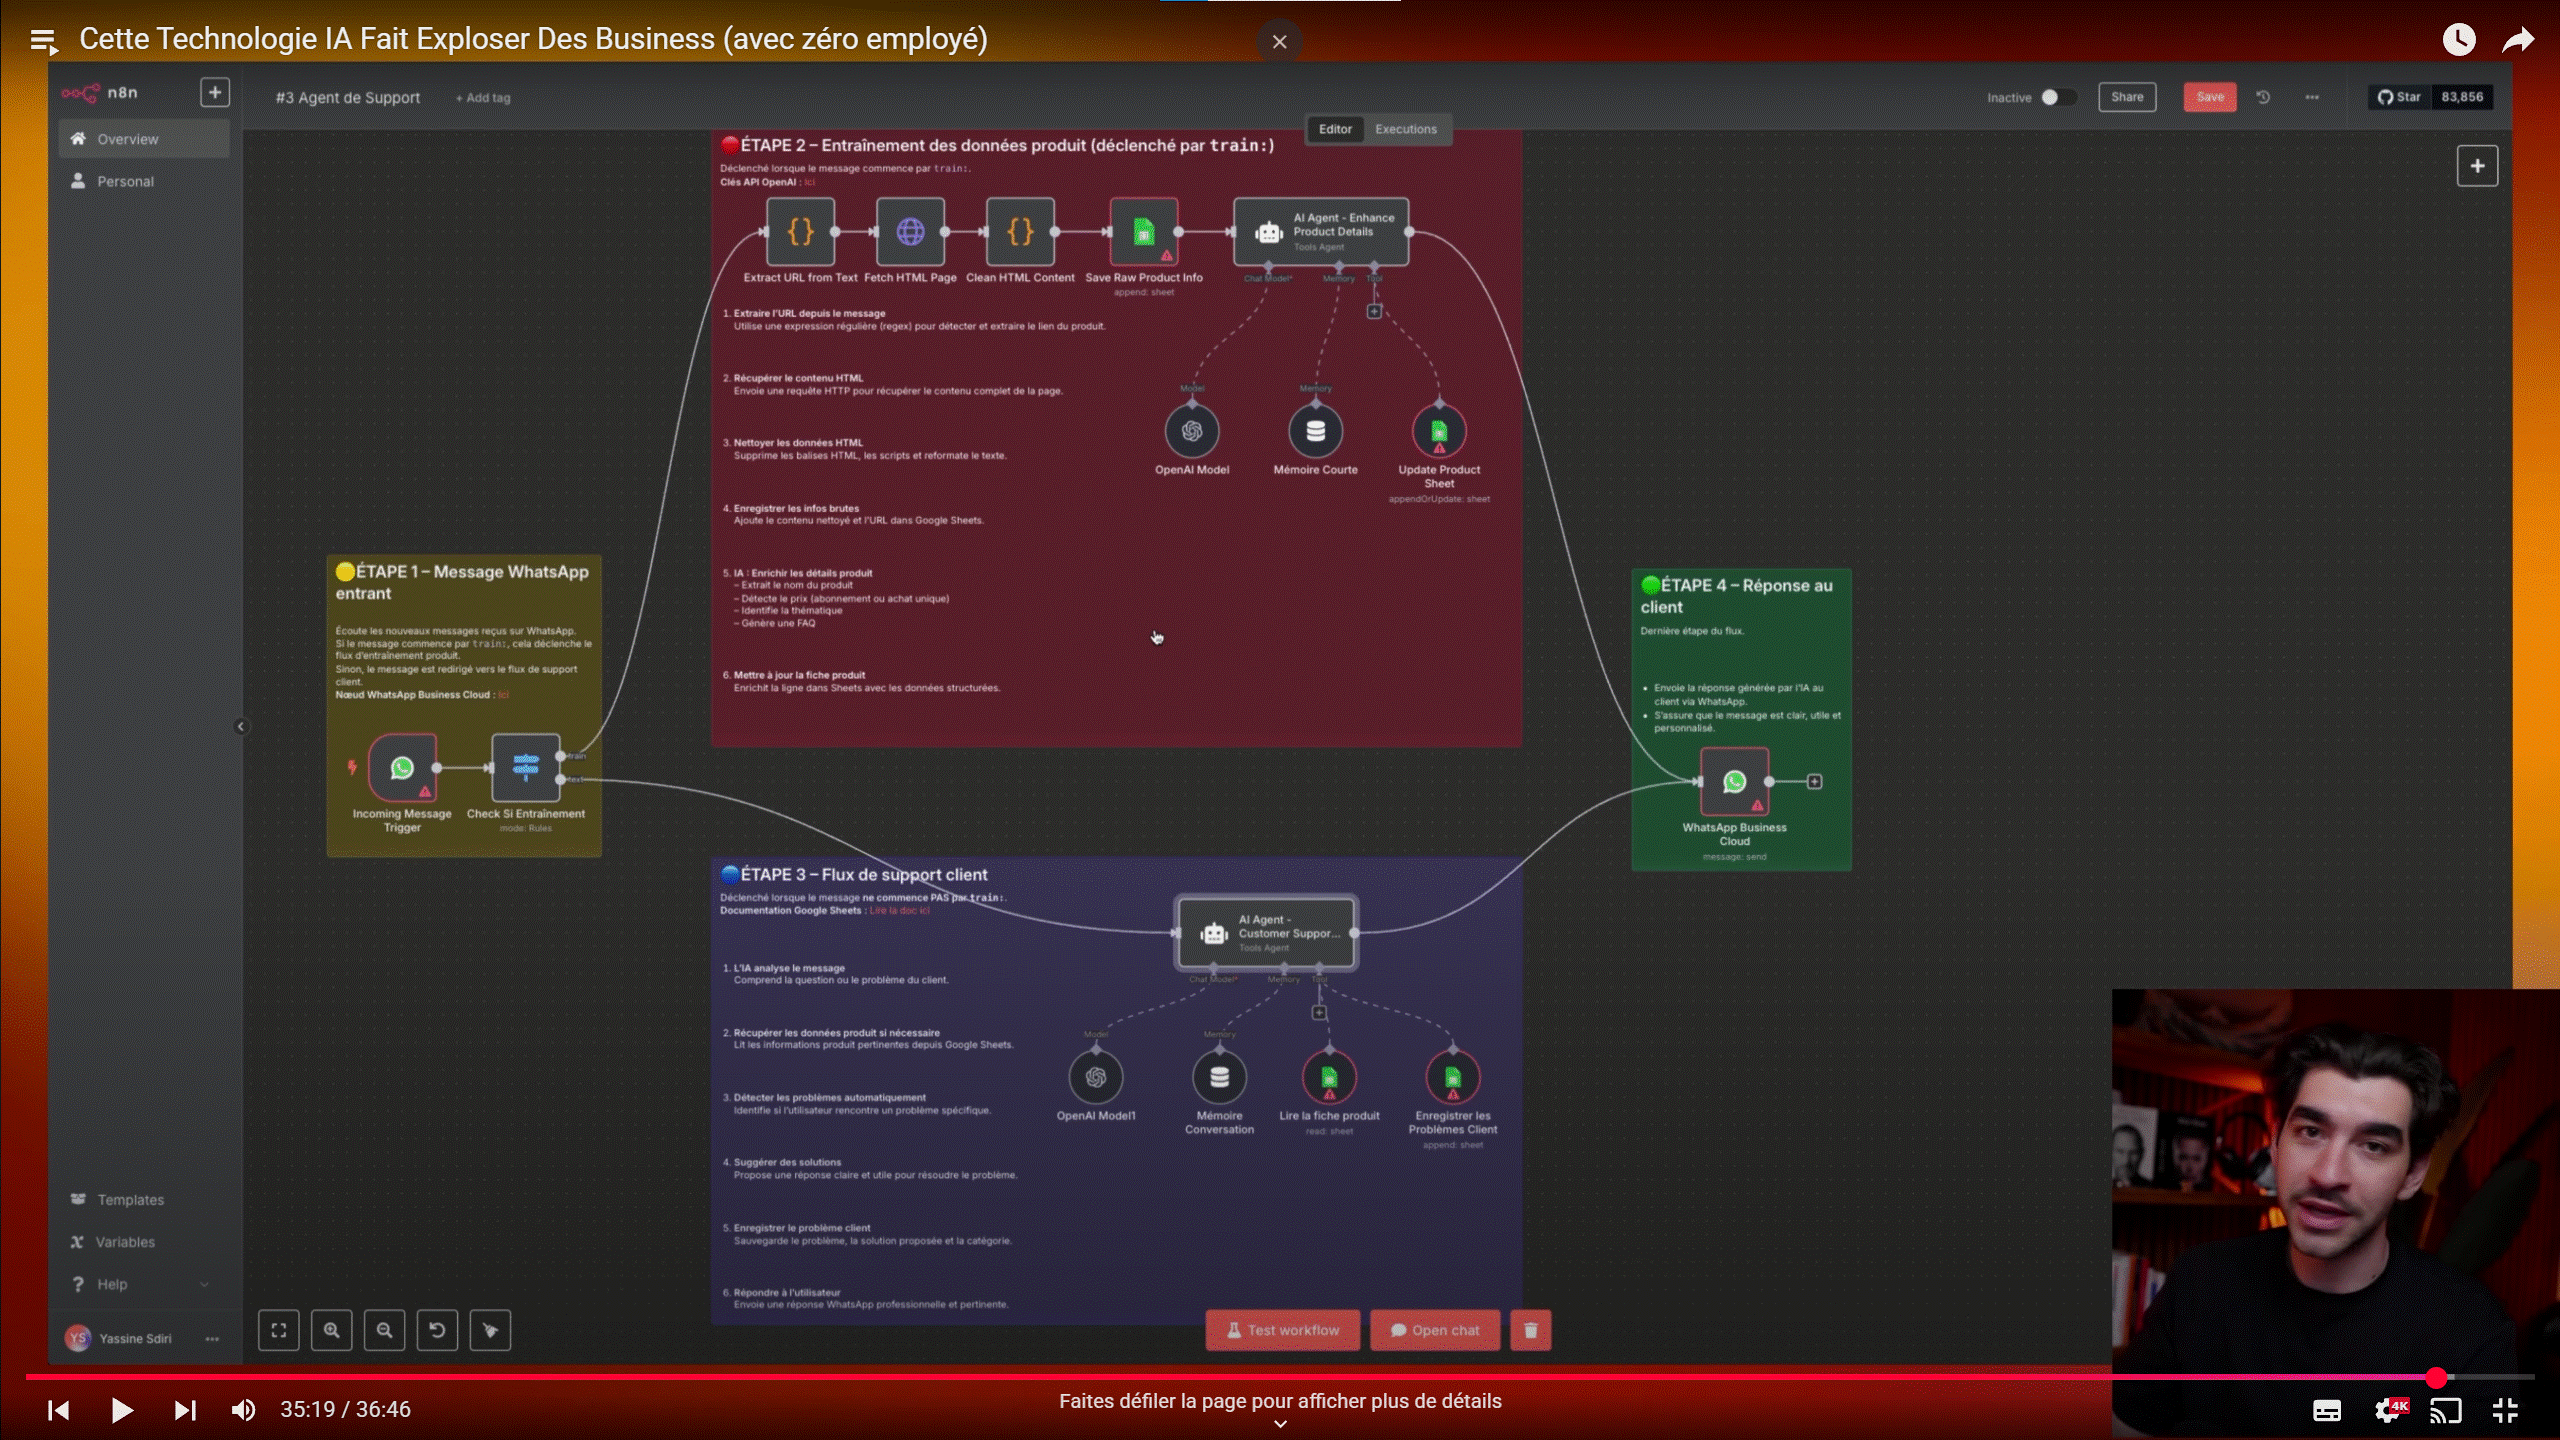 Cette Technologie IA Fait Exploser Des Business (avec zéro employé)
n8n
#3 Agent de Support
+ Add tag
Inactive
Share
Save
Star
83,856
Editor
Executions
Overview
Personal
ÉTAPE 2 – Entraînement des données produit (déclenché par train:)
Déclenché lorsque le message commence par train:.
Clés API OpenAI : Ici
AI Agent - Enhance
Product Details
Tools Agent
Extract URL from Text
Fetch HTML Page
Clean HTML Content
Save Raw Product Info
append: sheet
Chat Model*
Memory
Tool
1. Extraire l'URL depuis le message
Utilise une expression régulière (regex) pour détecter et extraire le lien du produit.
2. Récupérer le contenu HTML
Envoie une requête HTTP pour récupérer le contenu complet de la page.
3. Nettoyer les données HTML
Supprime les balises HTML, les scripts et reformate le texte.
4. Enregistrer les infos brutes
Ajoute le contenu nettoyé et l'URL dans Google Sheets.
5. IA : Enrichir les détails produit
– Extrait le nom du produit
– Détecte le prix (abonnement ou achat unique)
– Identifie la thématique
– Génère une FAQ
6. Mettre à jour la fiche produit
Enrichit la ligne dans Sheets avec les données structurées.
Model
Memory
OpenAI Model
Mémoire Courte
Update Product
Sheet
appendOrUpdate: sheet
ÉTAPE 1 – Message WhatsApp
entrant
Écoute les nouveaux messages reçus sur WhatsApp.
Si le message commence par train:, cela déclenche le
flux d'entraînement produit.
Sinon, le message est redirigé vers le flux de support
client.
Nœud WhatsApp Business Cloud : Ici
train
text
Incoming Message
Trigger
Check Si Entraînement
mode: Rules
ÉTAPE 4 – Réponse au
client
Dernière étape du flux.
• Envoie la réponse générée par l'IA au
client via WhatsApp.
• S'assure que le message est clair, utile et
personnalisé.
WhatsApp Business
Cloud
message: send
ÉTAPE 3 – Flux de support client
Déclenché lorsque le message ne commence PAS par train:.
Documentation Google Sheets : Lire la doc ici
AI Agent -
Customer Suppor...
Tools Agent
Chat Model*
Memory
Tool
1. L'IA analyse le message
Comprend la question ou le problème du client.
2. Récupérer les données produit si nécessaire
Lit les informations produit pertinentes depuis Google Sheets.
3. Détecter les problèmes automatiquement
Identifie si l'utilisateur rencontre un problème spécifique.
4. Suggérer des solutions
Propose une réponse claire et utile pour résoudre le problème.
5. Enregistrer le problème client
Sauvegarde le problème, la solution proposée et la catégorie.
6. Répondre à l'utilisateur
Envoie une réponse WhatsApp professionnelle et pertinente.
Model
Memory
OpenAI Model1
Mémoire
Conversation
Lire la fiche produit
read: sheet
Enregistrer les
Problèmes Client
append: sheet
Templates
Variables
Help
YS
Yassine Sdiri
Test workflow
Open chat
35:19 / 36:46
Faites défiler la page pour afficher plus de détails
4K